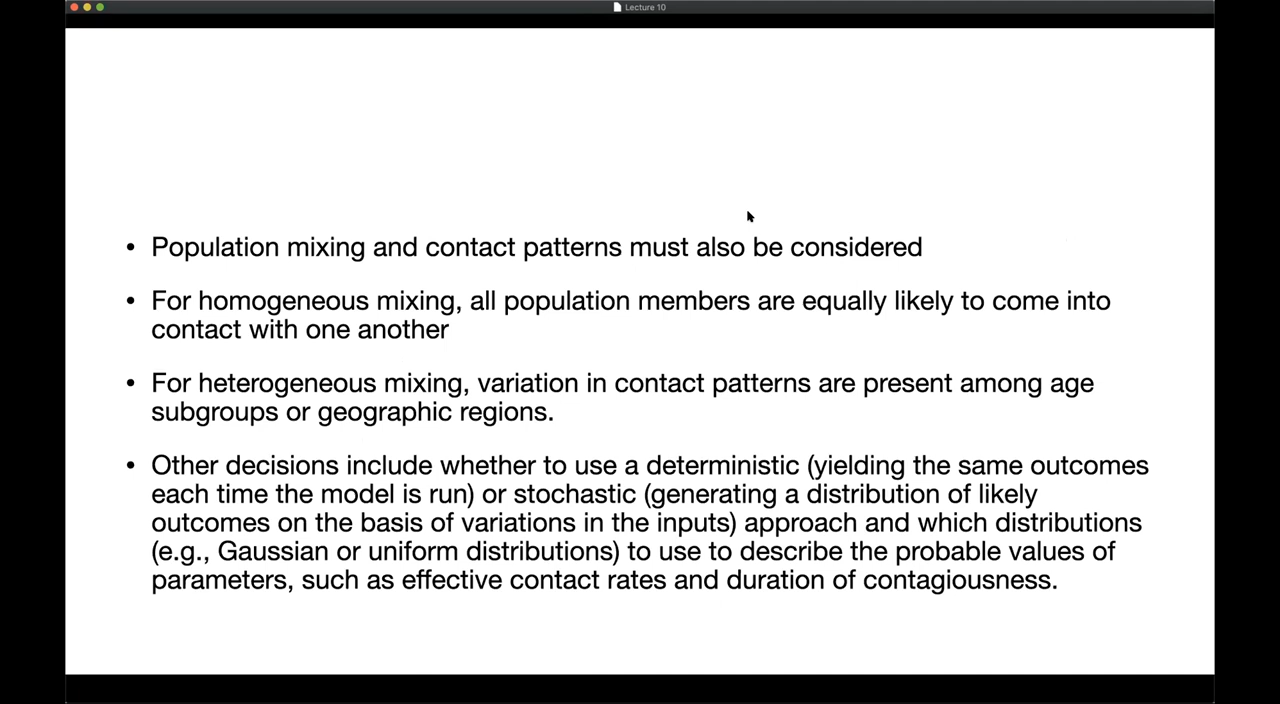 Lecture 10
• Population mixing and contact patterns must also be considered
• For homogeneous mixing, all population members are equally likely to come into
contact with one another
• For heterogeneous mixing, variation in contact patterns are present among age
subgroups or geographic regions.
• Other decisions include whether to use a deterministic (yielding the same outcomes
each time the model is run) or stochastic (generating a distribution of likely
outcomes on the basis of variations in the inputs) approach and which distributions
(e.g., Gaussian or uniform distributions) to use to describe the probable values of
parameters, such as effective contact rates and duration of contagiousness.